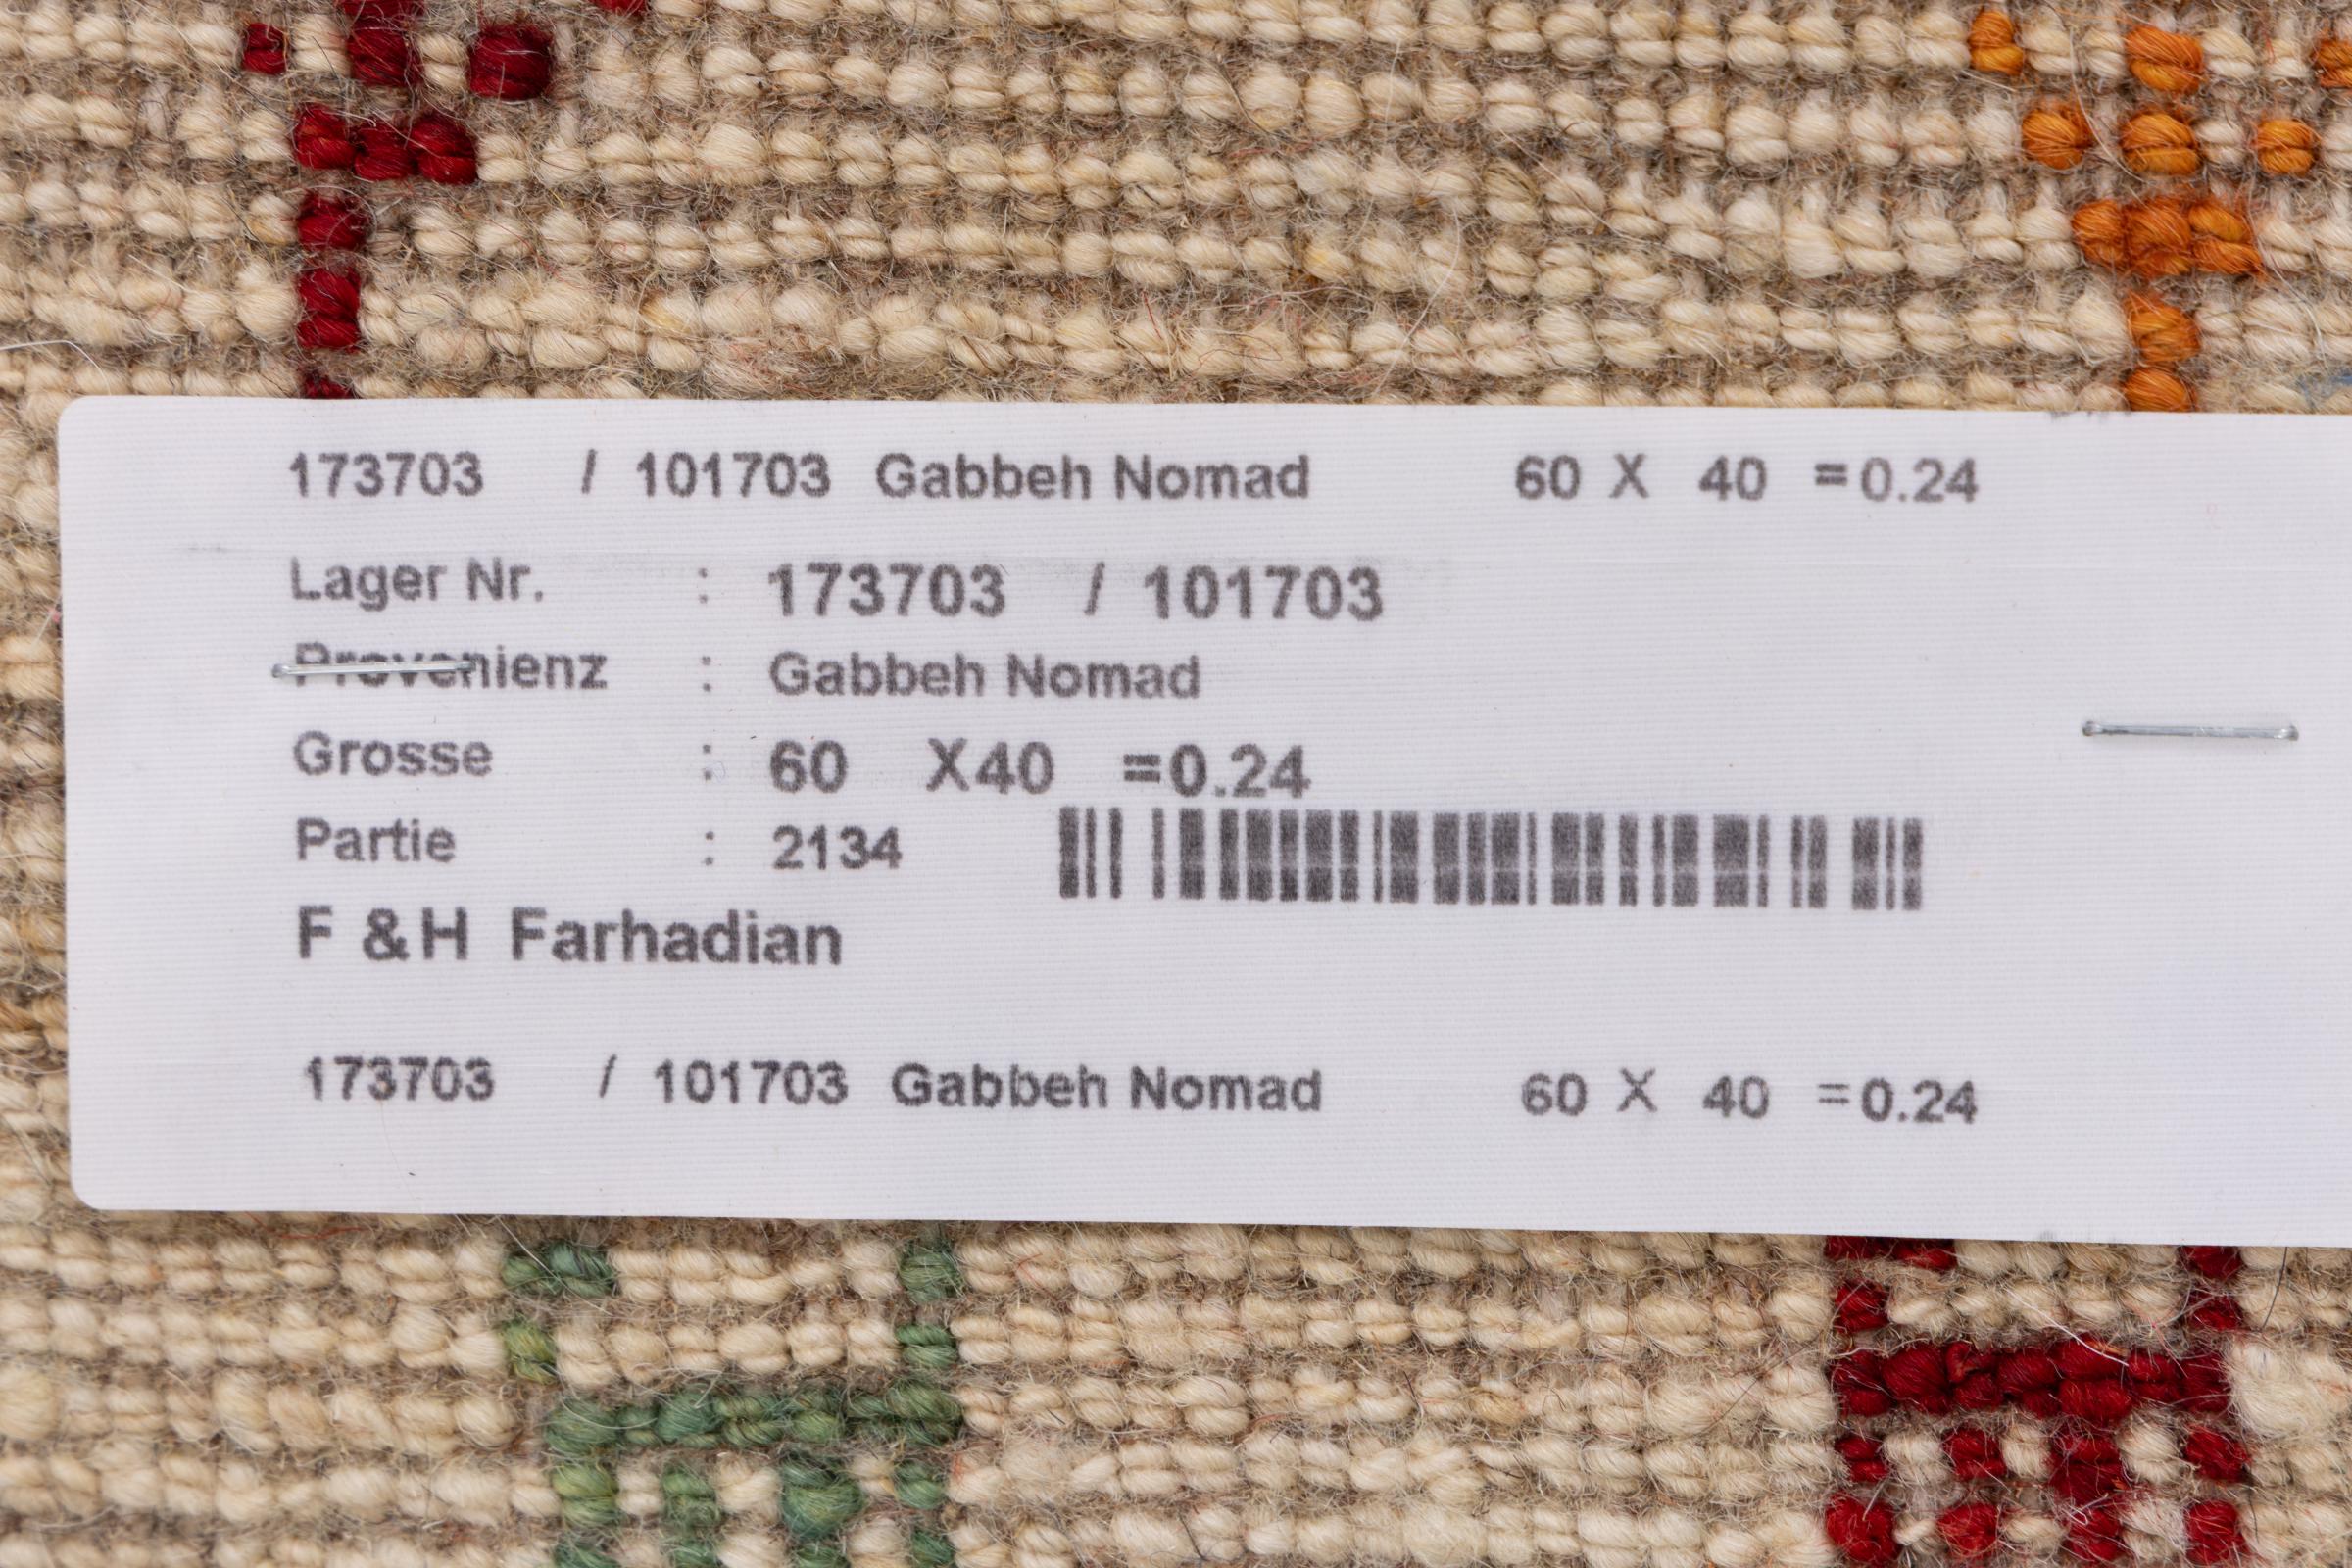 173703 / 101703 Gabbeh Nomad 60 X 40 =0.24
Lager Nr. : 173703 / 101703
Provenienz : Gabbeh Nomad
Grosse : 60 X40 =0.24
Partie : 2134
F &H Farhadian
173703 / 101703 Gabbeh Nomad 60 X 40 =0.24